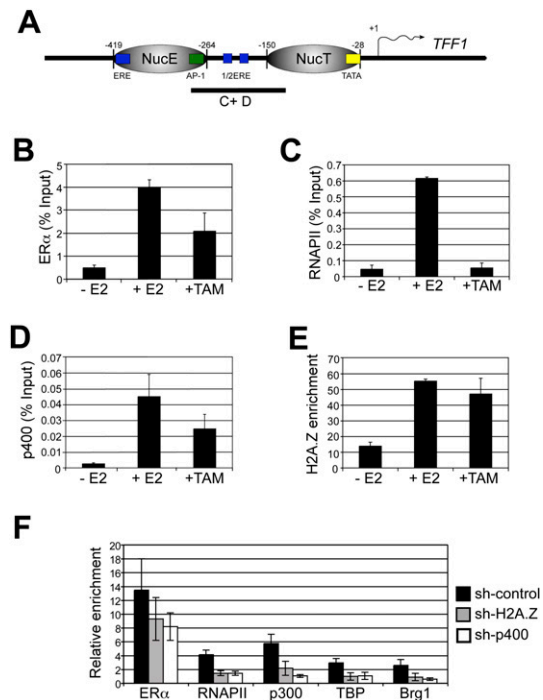 A
-419
-264
-150
-28
+1
TFF1
NucE
NucT
ERE
AP-1
1/2ERE
TATA
C+ D
B
ERα (% Input)
5
4
3
2
1
0
- E2
+ E2
+TAM
C
RNAPII (% Input)
0.7
0.6
0.5
0.4
0.3
0.2
0.1
0
- E2
+ E2
+TAM
D
p400 (% Input)
0.07
0.06
0.05
0.04
0.03
0.02
0.01
0
- E2
+ E2
+TAM
E
H2A.Z enrichment
70
60
50
40
30
20
10
0
- E2
+ E2
+TAM
F
Relative enrichment
20
18
16
14
12
10
8
6
4
2
0
ERα
RNAPII
p300
TBP
Brg1
sh-control
sh-H2A.Z
sh-p400